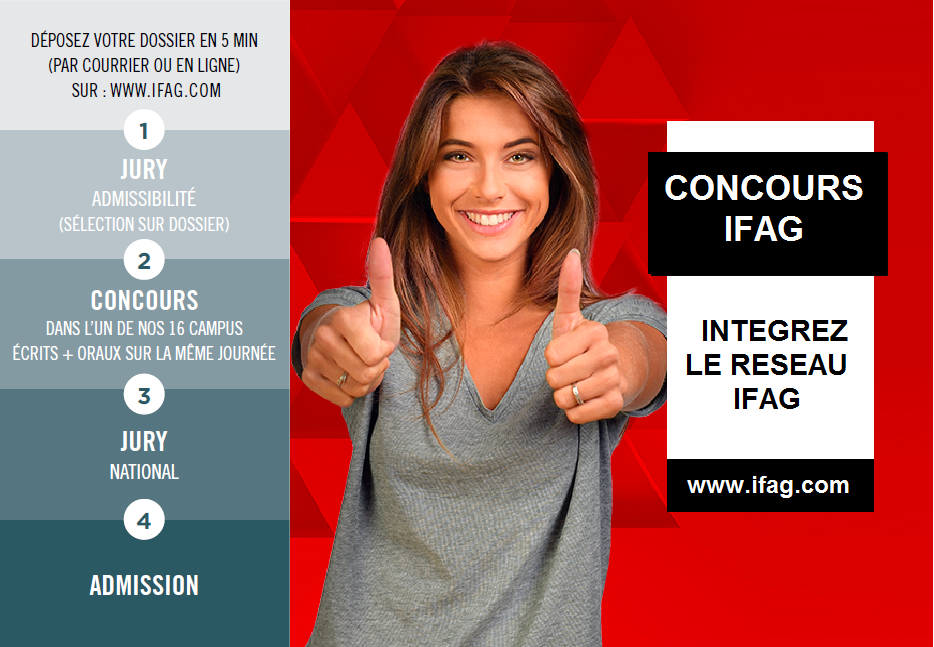 DÉPOSEZ VOTRE DOSSIER EN 5 MIN
(PAR COURRIER OU EN LIGNE)
SUR : WWW.IFAG.COM
1
JURY
ADMISSIBILITÉ
(SÉLECTION SUR DOSSIER)
2
CONCOURS
DANS L'UN DE NOS 16 CAMPUS
ÉCRITS + ORAUX SUR LA MÊME JOURNÉE
3
JURY
NATIONAL
4
ADMISSION
CONCOURS
IFAG
INTEGREZ
LE RESEAU
IFAG
www.ifag.com